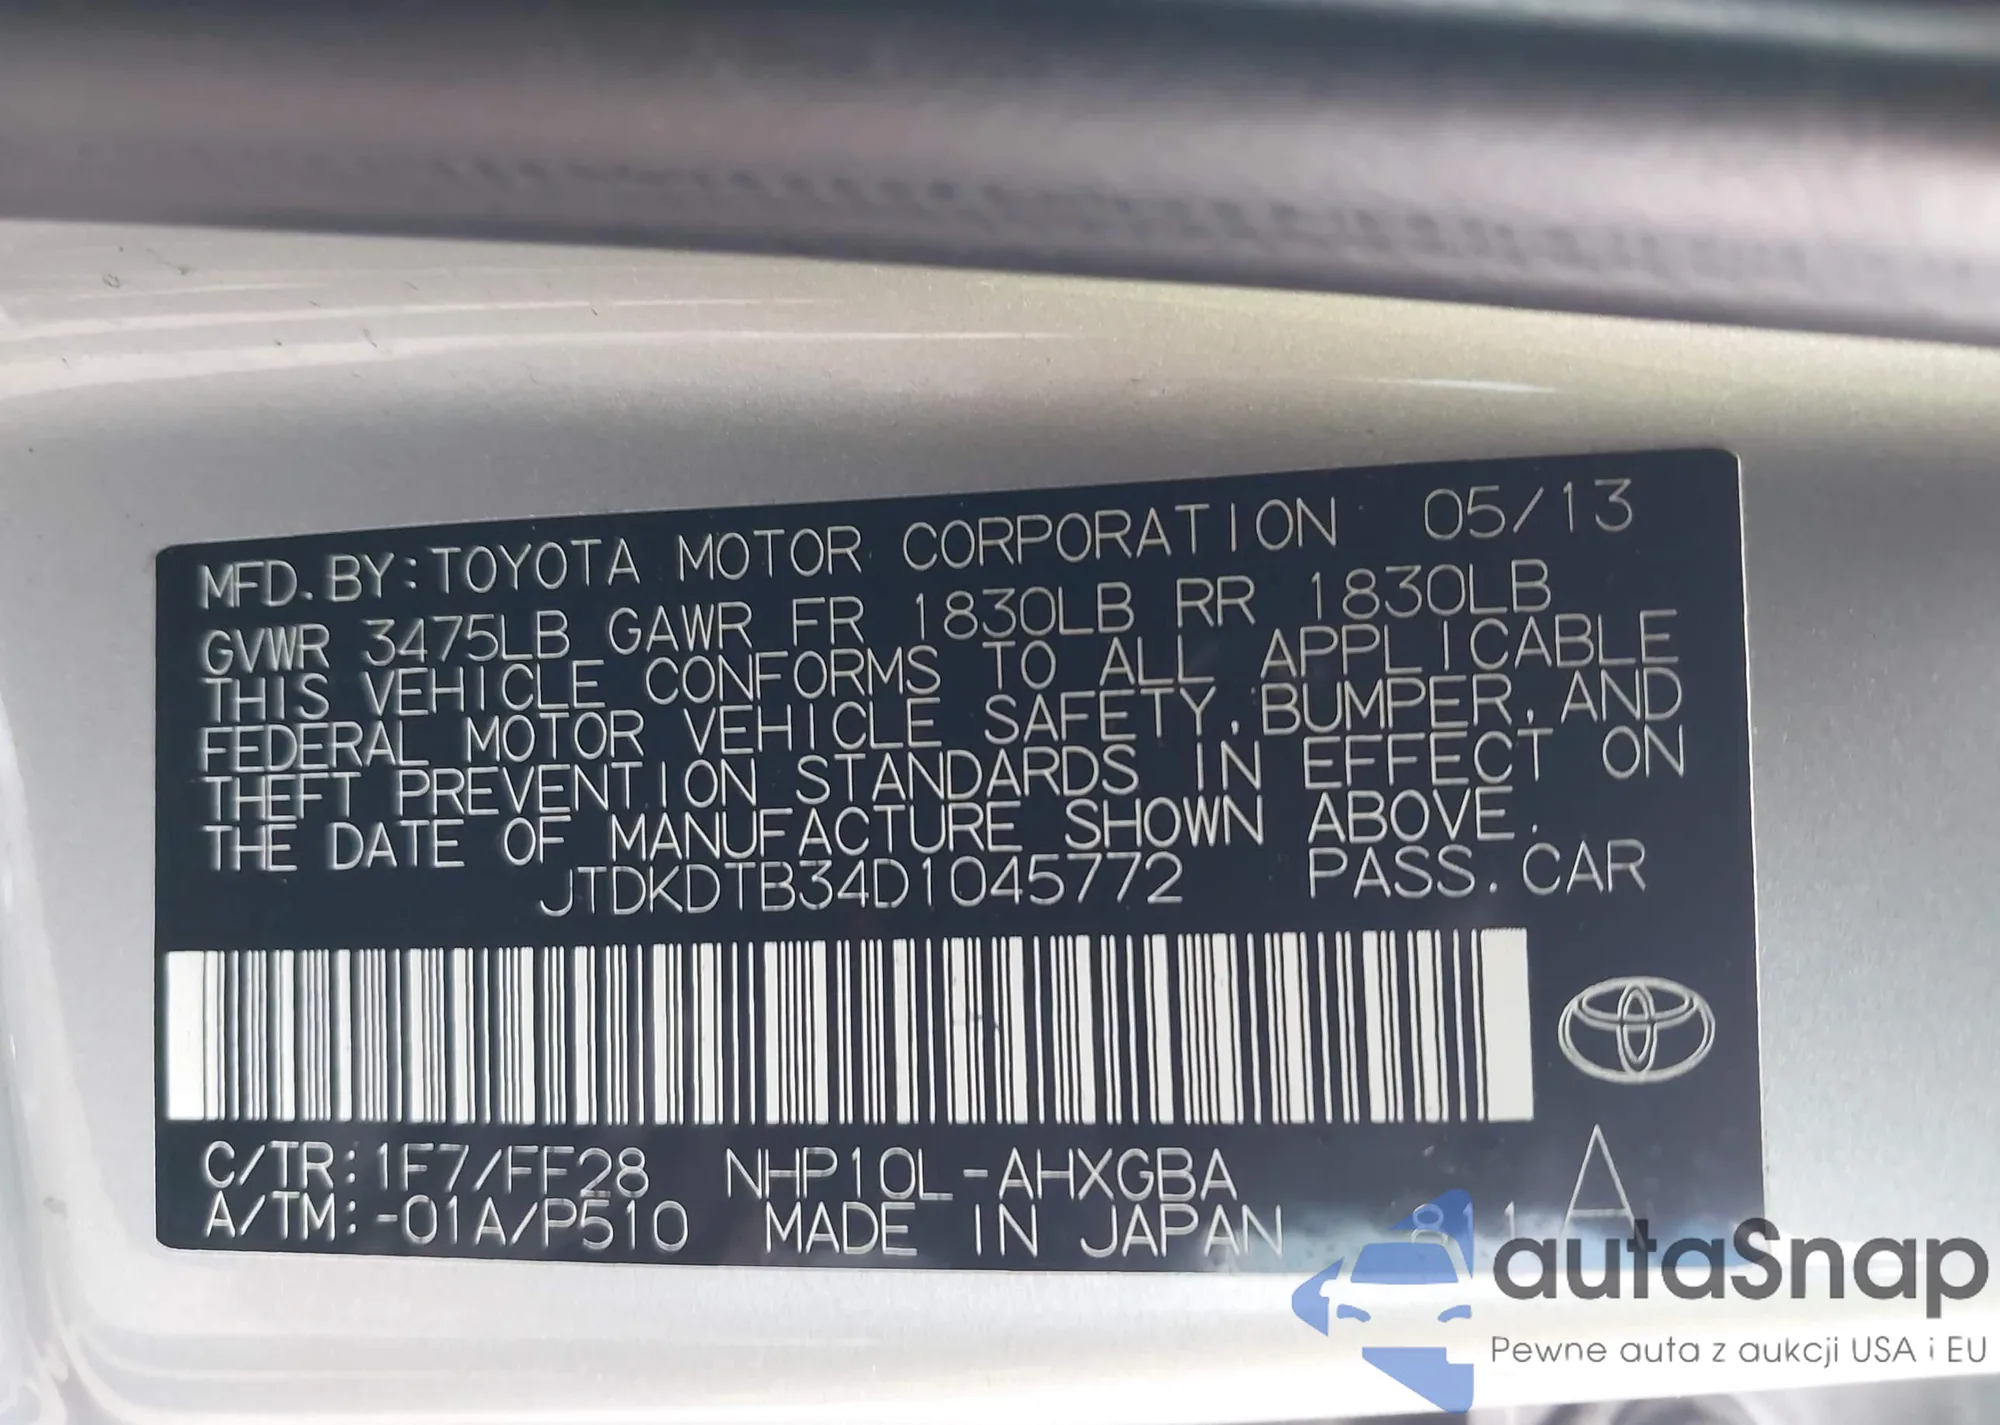 MFD. BY: TOYOTA MOTOR CORPORATION 05/13
GVWR 3475LB GAWR FR 1830LB RR 1830LB
THIS VEHICLE CONFORMS TO ALL APPLICABLE
FEDERAL MOTOR VEHICLE SAFETY, BUMPER, AND
THEFT PREVENTION STANDARDS IN EFFECT ON
THE DATE OF MANUFACTURE SHOWN ABOVE.
JTDKDTB34D1045772 PASS. CAR
C/TR: 1F7/FF28 NHP10L-AHXGBA A
A/TM: -01A/P510 MADE IN JAPAN
autaSnap
Pewne auta z aukcji USA i EU